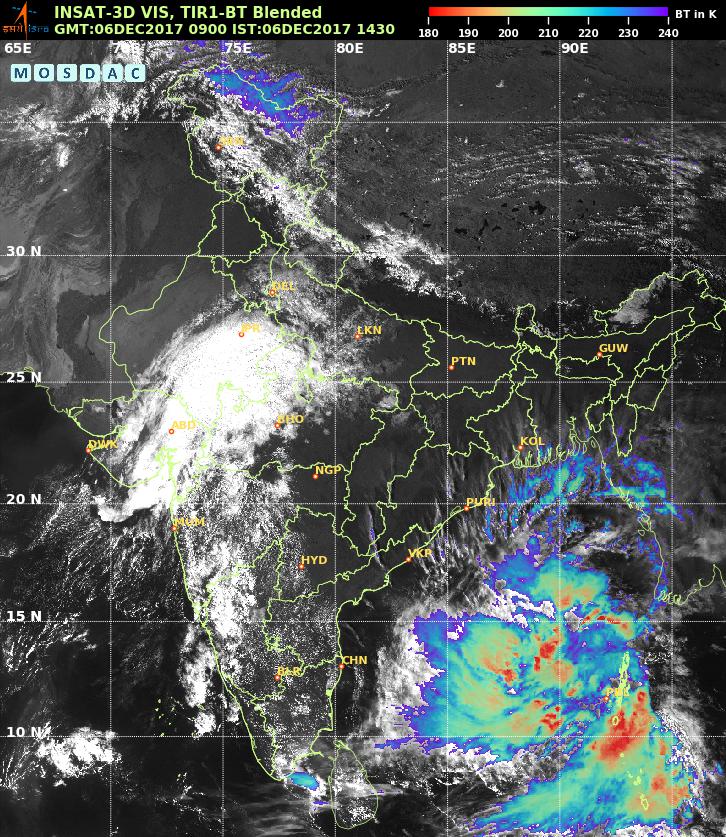 INSAT-3D VIS, TIR1-BT Blended
GMT:06DEC2017 0900 IST:06DEC2017 1430
BT in K
180 190 200 210 220 230 240
65E 70E 75E 80E 85E 90E
MOSDAC
30 N
DEL
JPR
LKN
GUW
PTN
25 N
ABD
BHO
DWK
KOL
NGP
20 N
PURI
MUM
VKP
HYD
15 N
CHN
BLR
10 N